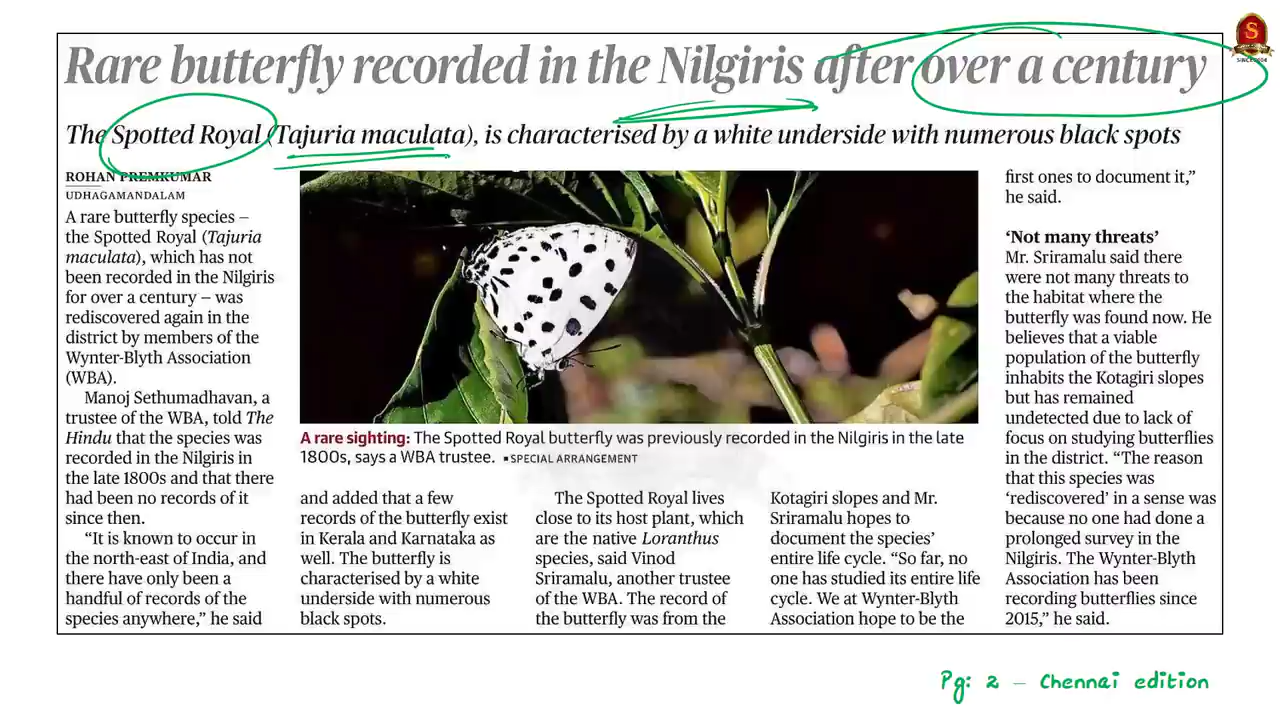 Rare butterfly recorded in the Nilgiris after over a century
The Spotted Royal (Tajuria maculata), is characterised by a white underside with numerous black spots
ROHAN PREMKUMAR
UDHAGAMANDALAM
A rare butterfly species –
the Spotted Royal (Tajuria
maculata), which has not
been recorded in the Nilgiris
for over a century – was
rediscovered again in the
district by members of the
Wynter-Blyth Association
(WBA).
Manoj Sethumadhavan, a
trustee of the WBA, told The
Hindu that the species was
recorded in the Nilgiris in
the late 1800s and that there
had been no records of it
since then.
“It is known to occur in
the north-east of India, and
there have only been a
handful of records of the
species anywhere,” he said
A rare sighting: The Spotted Royal butterfly was previously recorded in the Nilgiris in the late
1800s, says a WBA trustee. ▪SPECIAL ARRANGEMENT
and added that a few
records of the butterfly exist
in Kerala and Karnataka as
well. The butterfly is
characterised by a white
underside with numerous
black spots.
The Spotted Royal lives
close to its host plant, which
are the native Loranthus
species, said Vinod
Sriramalu, another trustee
of the WBA. The record of
the butterfly was from the
Kotagiri slopes and Mr.
Sriramalu hopes to
document the species’
entire life cycle. “So far, no
one has studied its entire life
cycle. We at Wynter-Blyth
Association hope to be the
first ones to document it,”
he said.
‘Not many threats’
Mr. Sriramalu said there
were not many threats to
the habitat where the
butterfly was found now. He
believes that a viable
population of the butterfly
inhabits the Kotagiri slopes
but has remained
undetected due to lack of
focus on studying butterflies
in the district. “The reason
that this species was
‘rediscovered’ in a sense was
because no one had done a
prolonged survey in the
Nilgiris. The Wynter-Blyth
Association has been
recording butterflies since
2015,” he said.
S
SINCE 2004
Pg: 2 – Chennai edition